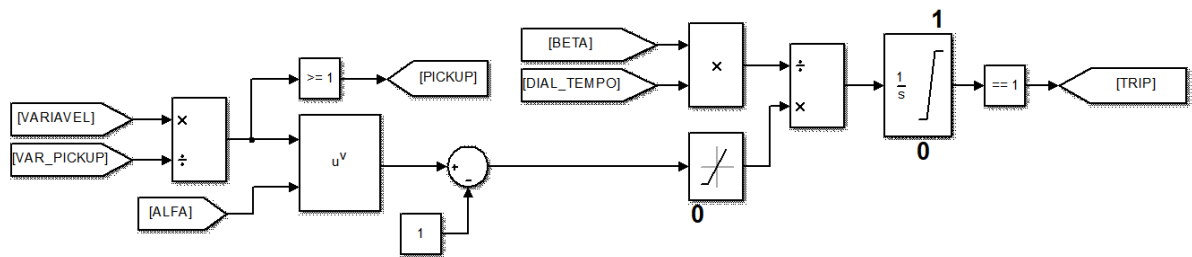 1
[BETA]
[DIAL_TEMPO]
×
÷
×
1
s
== 1
[TRIP]
0
>= 1
[PICKUP]
[VARIAVEL]
[VAR_PICKUP]
×
÷
u^v
+
−
0
[ALFA]
1